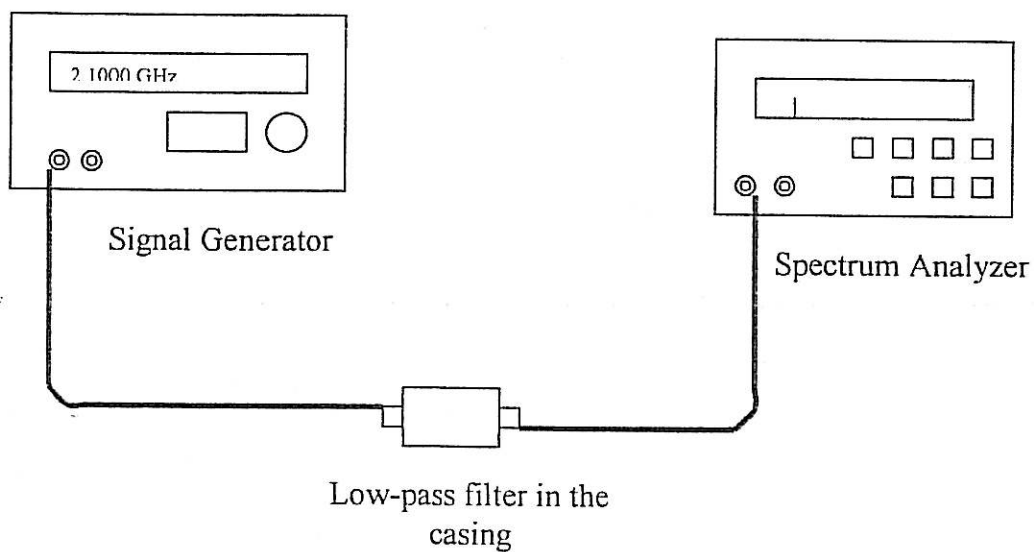 2.1000 GHz
Signal Generator
Spectrum Analyzer
Low-pass filter in the
casing